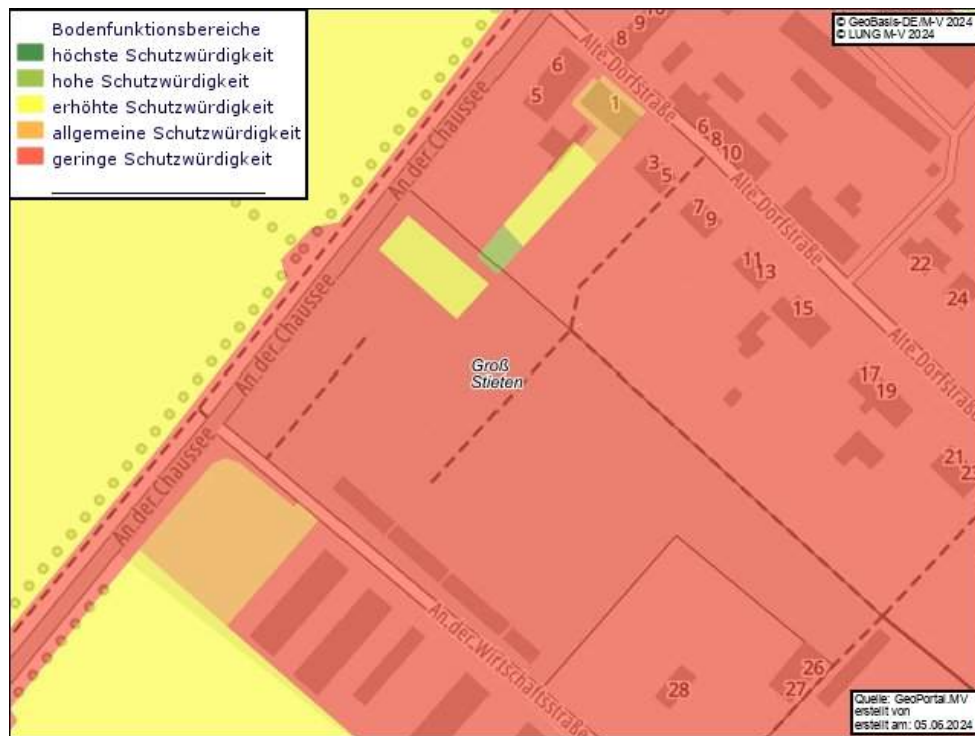 Bodenfunktionsbereiche
höchste Schutzwürdigkeit
hohe Schutzwürdigkeit
erhöhte Schutzwürdigkeit
allgemeine Schutzwürdigkeit
geringe Schutzwürdigkeit
© GeoBasis-DE/M-V 2024
© LUNG M-V 2024
10
9
8
6
5
1
Alte-Dorfstraße
An.der.Chaussee
6
8
10
3
5
7
9
Alte-Dorfstraße
11
13
15
22
24
An.der.Chaussee
Groß
Stieten
Alte-Dorfstraße
17
19
21
23
An.der.Chaussee
An.der.Wirtschaftsstraße
28
26
27
Quelle: GeoPortal.MV
erstellt von
erstellt am: 05.06.2024